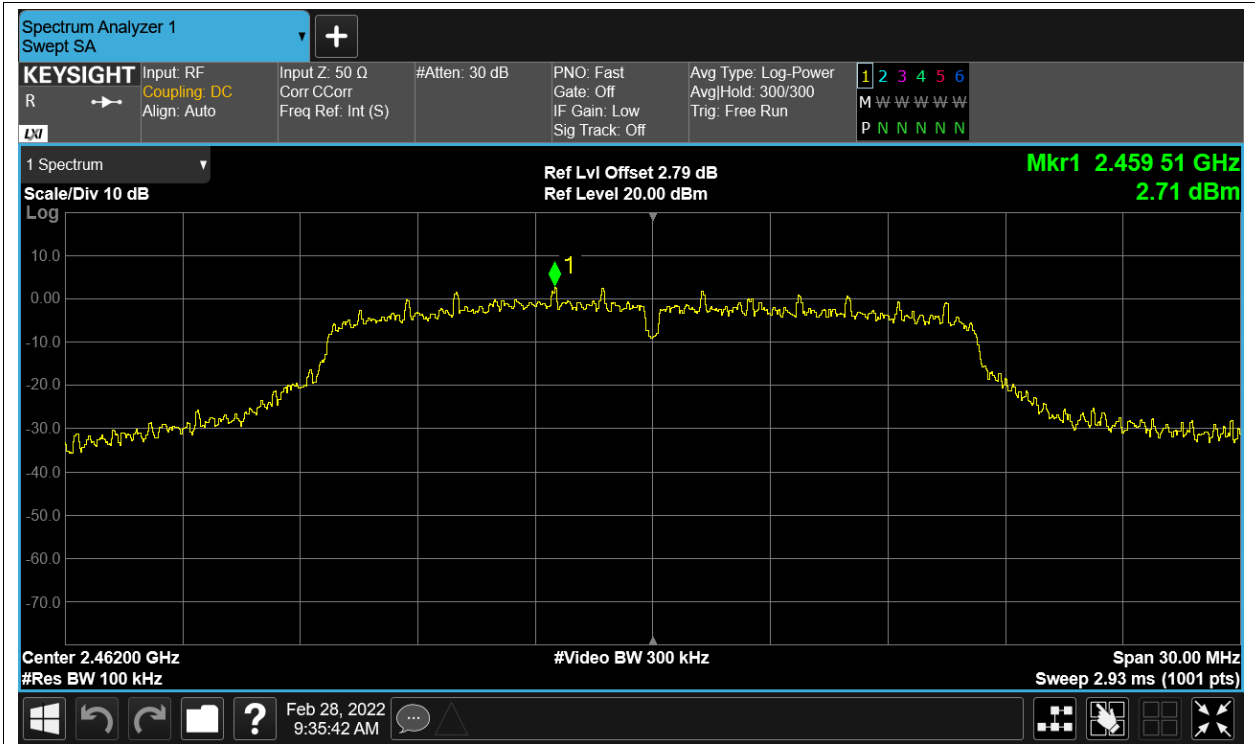 Spectrum Analyzer 1
Swept SA
KEYSIGHT
R
LXI
Input: RF
Coupling: DC
Align: Auto
Input Z: 50 Ω
Corr CCorr
Freq Ref: Int (S)
#Atten: 30 dB
PNO: Fast
Gate: Off
IF Gain: Low
Sig Track: Off
Avg Type: Log-Power
Avg|Hold: 300/300
Trig: Free Run
1 2 3 4 5 6
M W W W W W
P N N N N N
1 Spectrum
Scale/Div 10 dB
Log
Ref Lvl Offset 2.79 dB
Ref Level 20.00 dBm
Mkr1 2.459 51 GHz
2.71 dBm
1
10.0
0.00
-10.0
-20.0
-30.0
-40.0
-50.0
-60.0
-70.0
Center 2.46200 GHz
#Video BW 300 kHz
Span 30.00 MHz
#Res BW 100 kHz
Sweep 2.93 ms (1001 pts)
?
Feb 28, 2022
9:35:42 AM